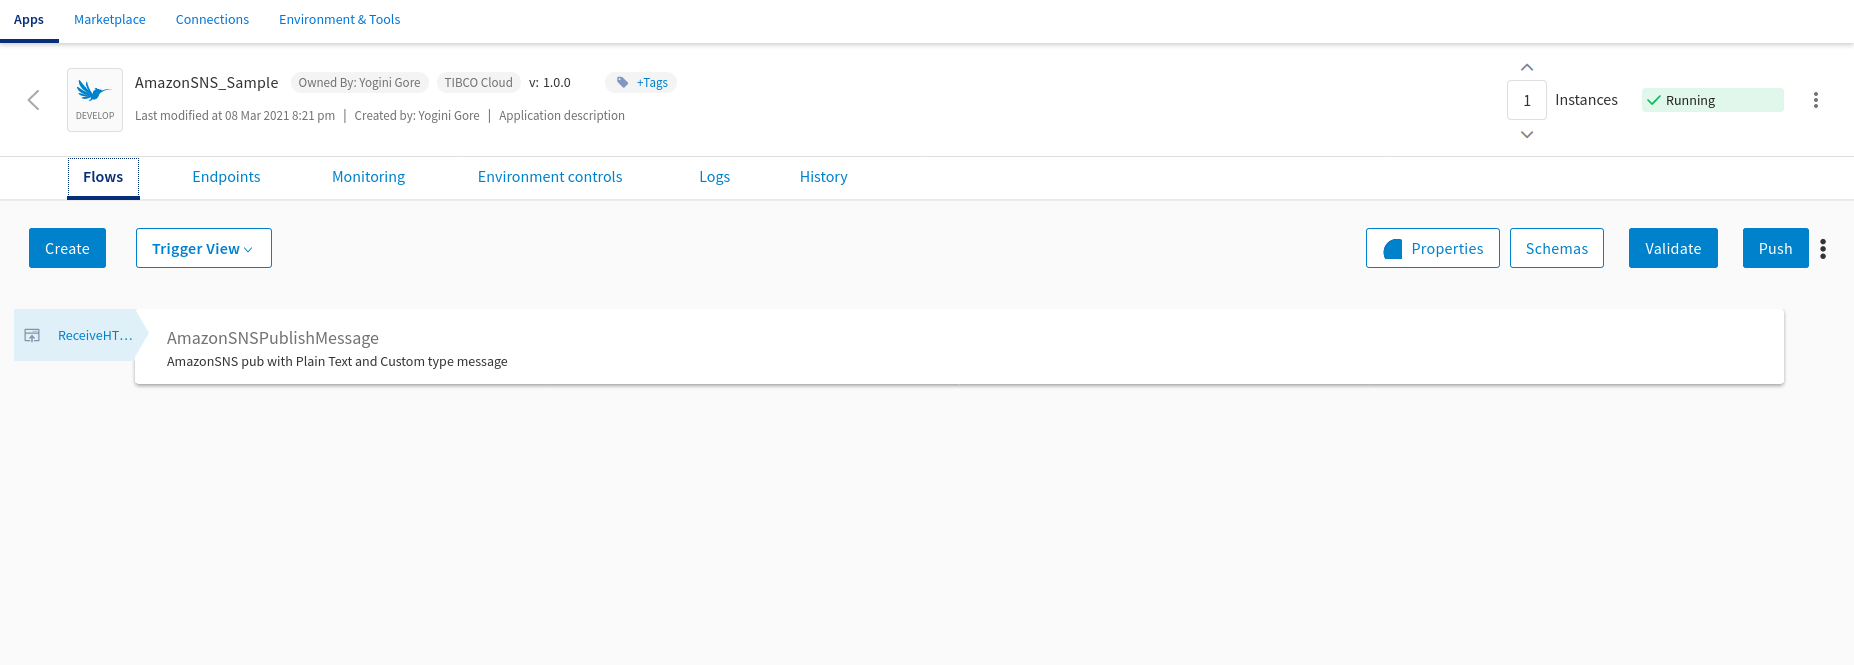 Apps Marketplace Connections Environment & Tools
AmazonSNS_Sample Owned By: Yogini Gore TIBCO Cloud v: 1.0.0 +Tags
DEVELOP
Last modified at 08 Mar 2021 8:21 pm | Created by: Yogini Gore | Application description
1 Instances Running
Flows Endpoints Monitoring Environment controls Logs History
Create Trigger View Properties Schemas Validate Push
ReceiveHT...
AmazonSNSPublishMessage
AmazonSNS pub with Plain Text and Custom type message